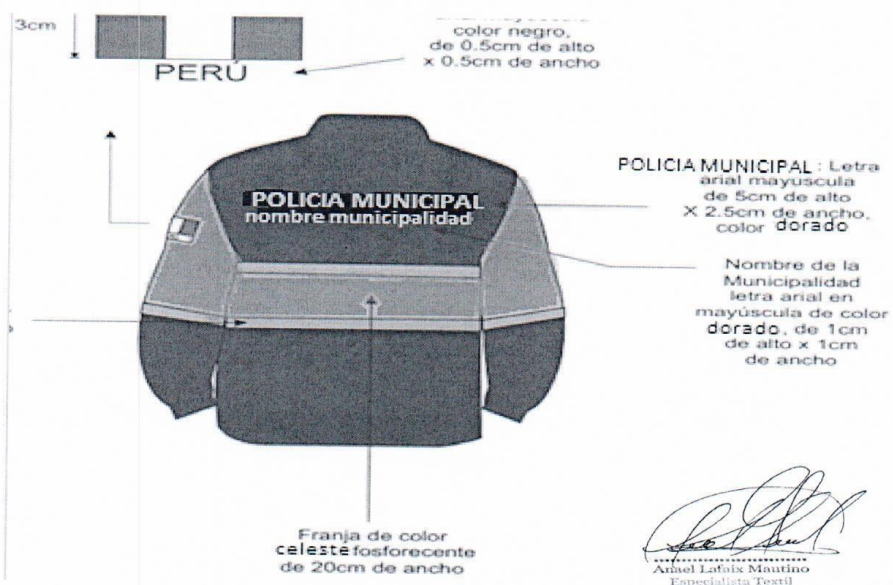 3cm
color negro,
de 0.5cm de alto
x 0.5cm de ancho
PERÚ
POLICIA MUNICIPAL
nombre municipalidad
POLICIA MUNICIPAL : Letra
arial mayuscula
de 5cm de alto
X 2.5cm de ancho,
color dorado
Nombre de la
Municipalidad
letra arial en
mayúscula de color
dorado, de 1cm
de alto x 1cm
de ancho
Franja de color
celeste fosforecente
de 20cm de ancho
Anael Lafaix Mautino
Especialista Textil